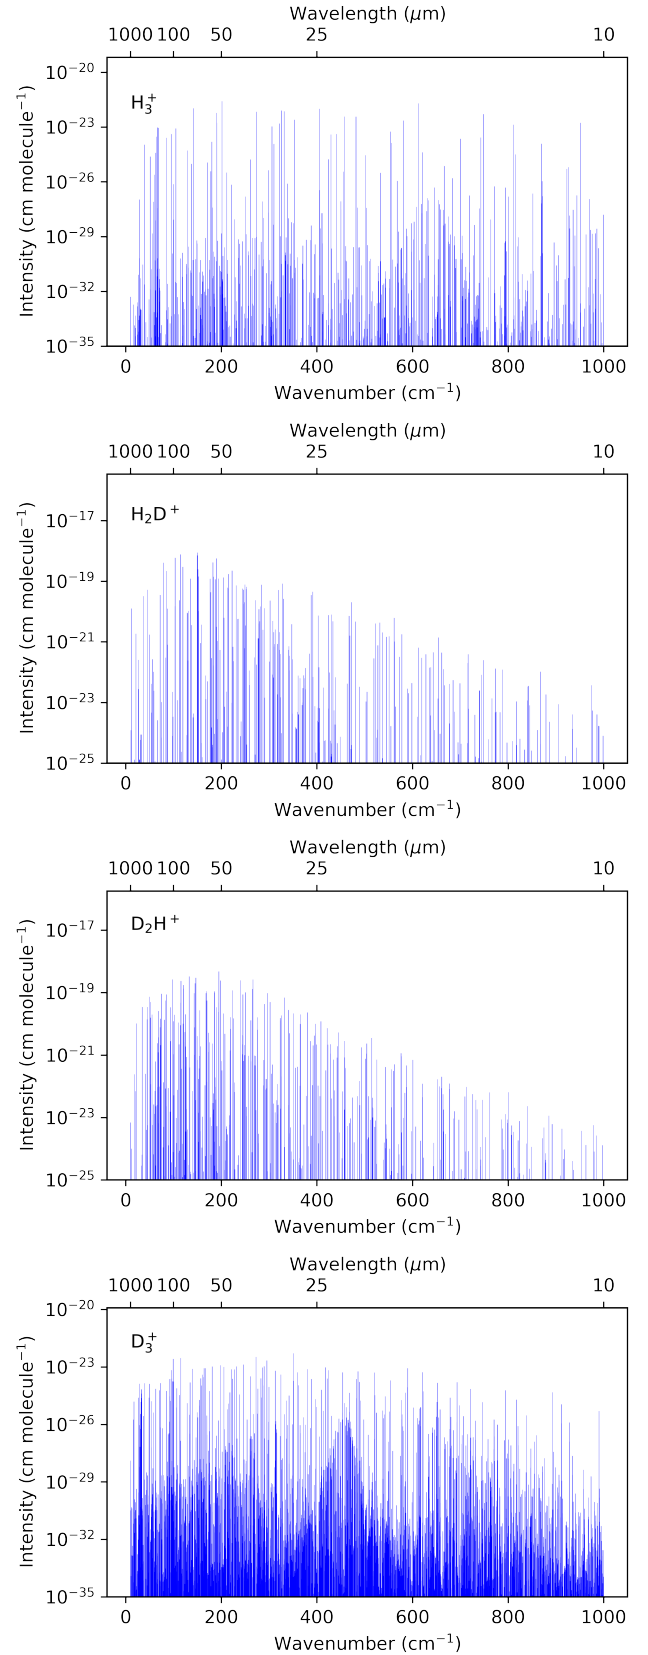 Wavelength (μm)
1000 100 50 25 10
10⁻²⁰
H₃⁺
10⁻²³
10⁻²⁶
10⁻²⁹
10⁻³²
10⁻³⁵
Intensity (cm molecule⁻¹)
0 200 400 600 800 1000
Wavenumber (cm⁻¹)
Wavelength (μm)
1000 100 50 25 10
10⁻¹⁷
H₂D⁺
10⁻¹⁹
10⁻²¹
10⁻²³
10⁻²⁵
Intensity (cm molecule⁻¹)
0 200 400 600 800 1000
Wavenumber (cm⁻¹)
Wavelength (μm)
1000 100 50 25 10
D₂H⁺
10⁻¹⁷
10⁻¹⁹
10⁻²¹
10⁻²³
10⁻²⁵
Intensity (cm molecule⁻¹)
0 200 400 600 800 1000
Wavenumber (cm⁻¹)
Wavelength (μm)
1000 100 50 25 10
10⁻²⁰
D₃⁺
10⁻²³
10⁻²⁶
10⁻²⁹
10⁻³²
10⁻³⁵
Intensity (cm molecule⁻¹)
0 200 400 600 800 1000
Wavenumber (cm⁻¹)